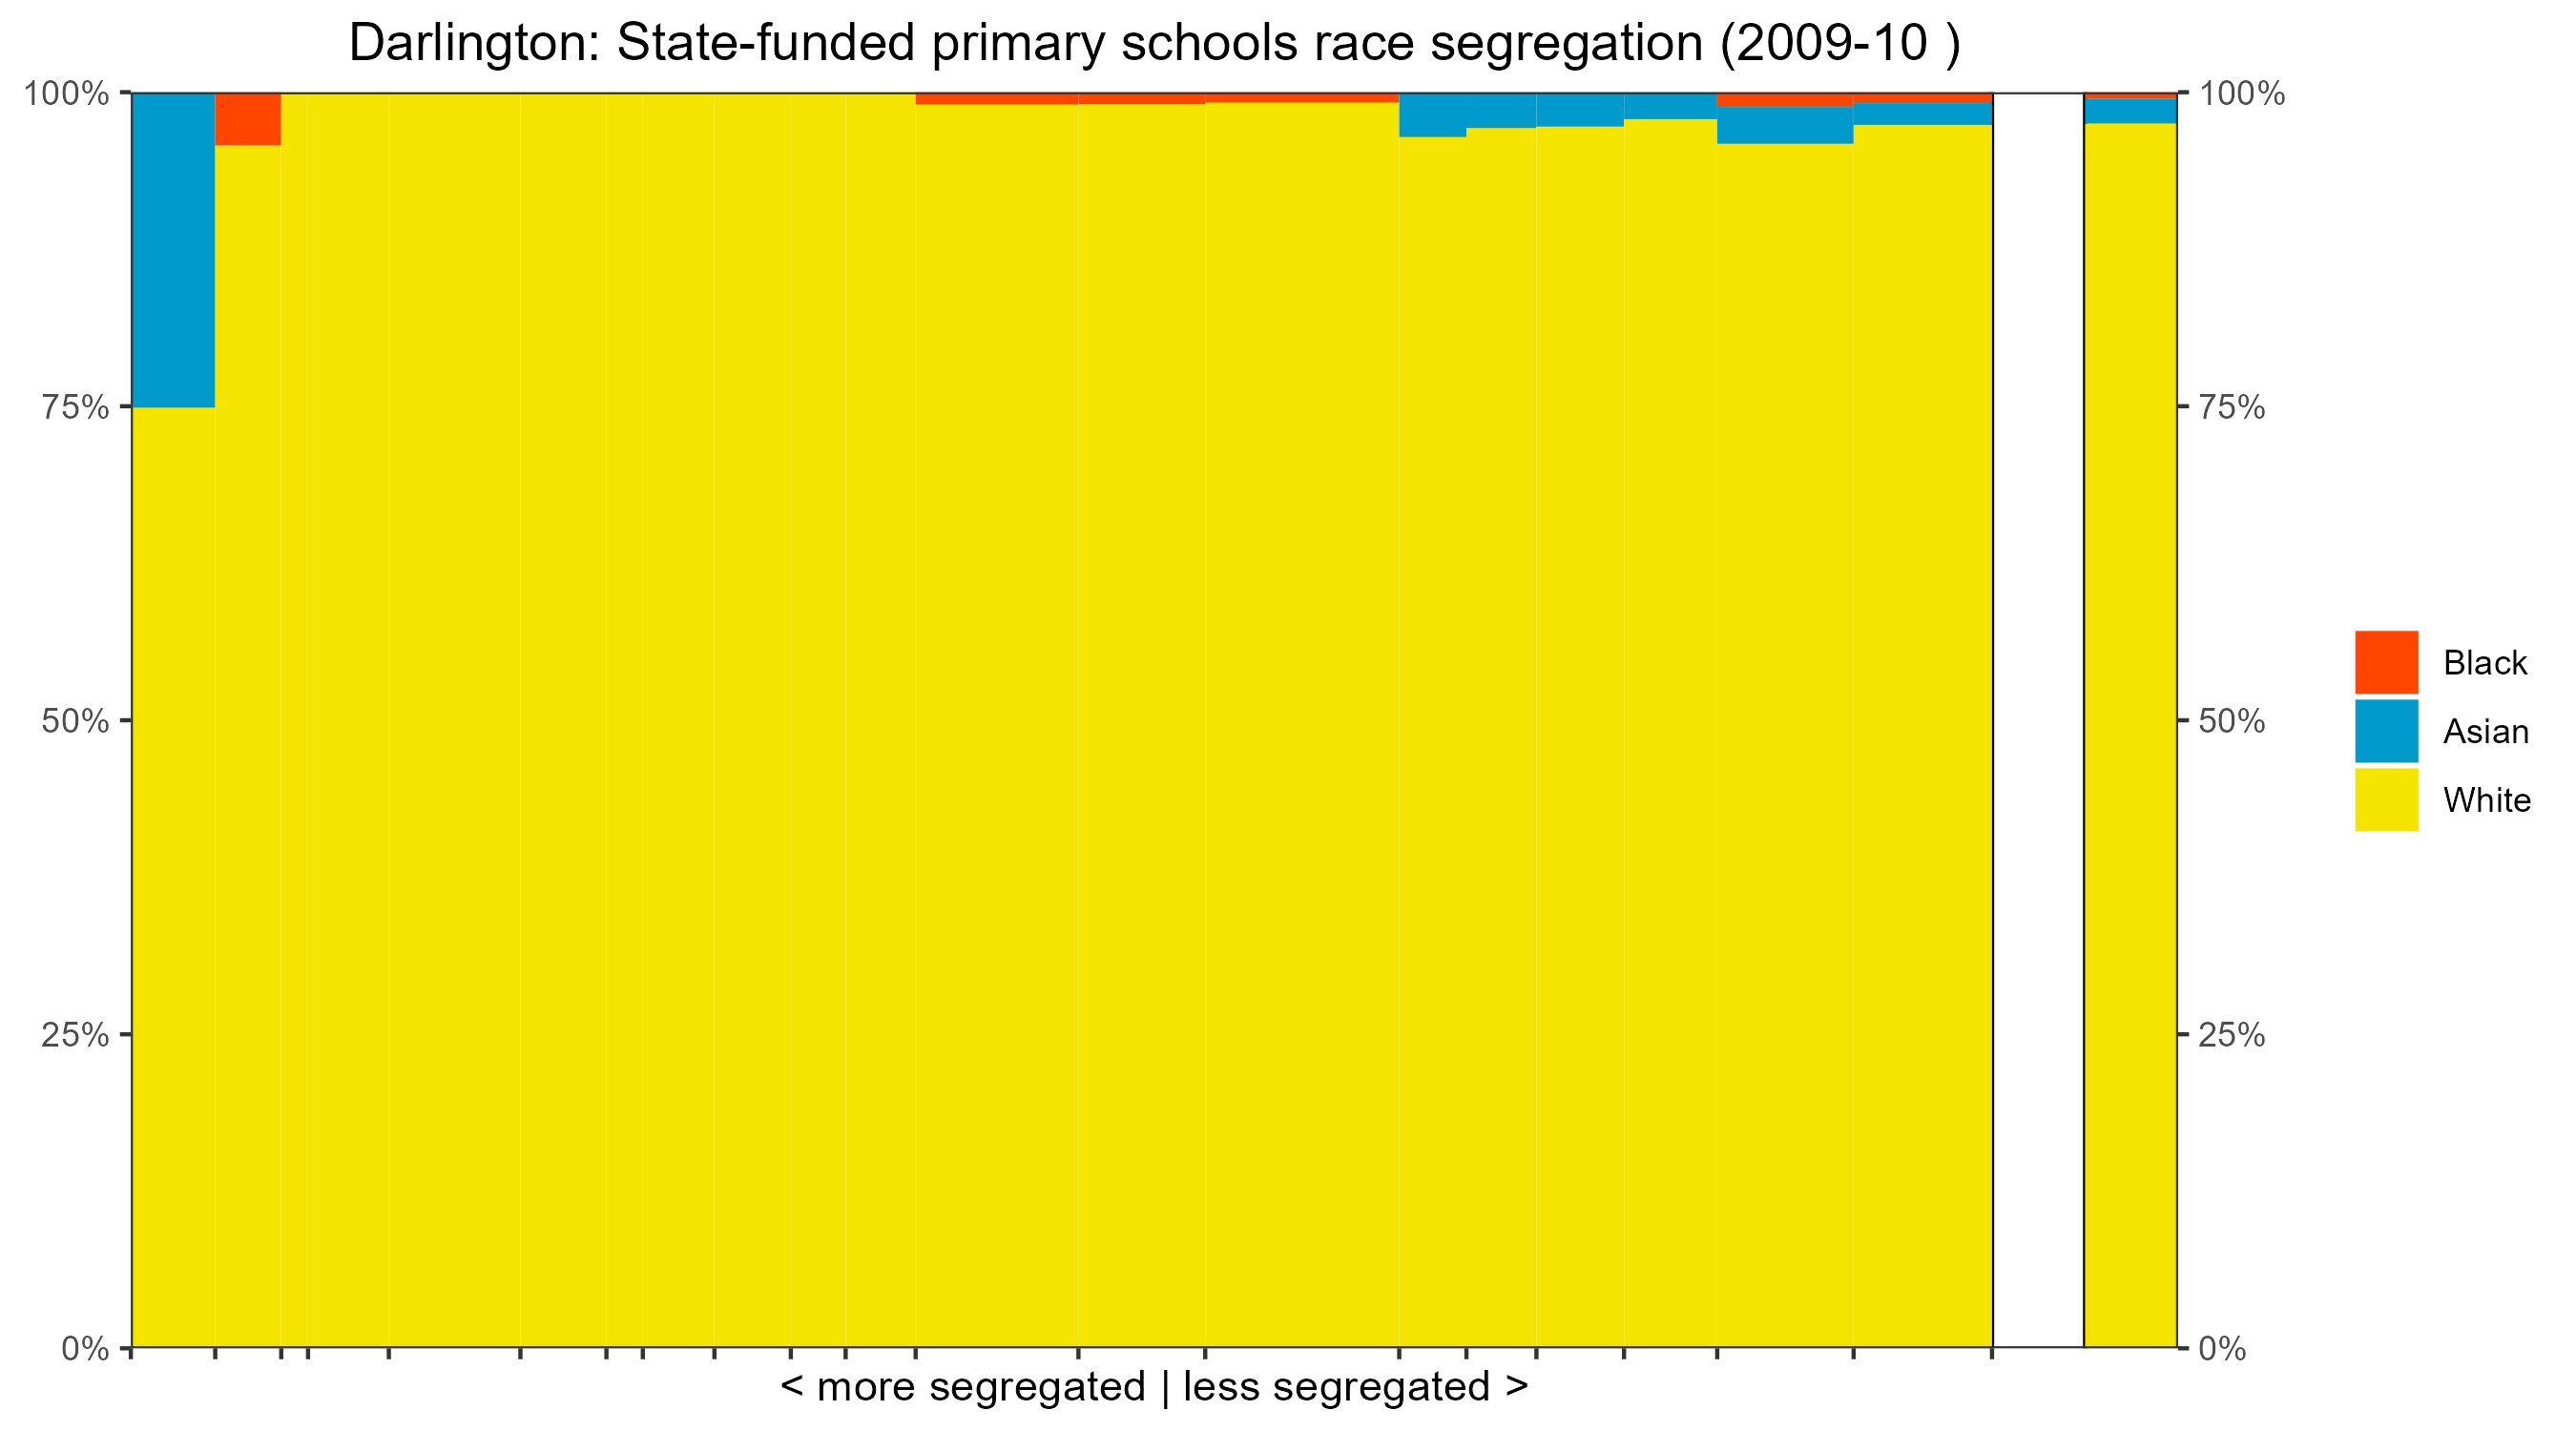 Darlington: State-funded primary schools race segregation (2009-10 )
100%
75%
50%
25%
0%
100%
75%
50%
25%
0%
Black
Asian
White
< more segregated | less segregated >